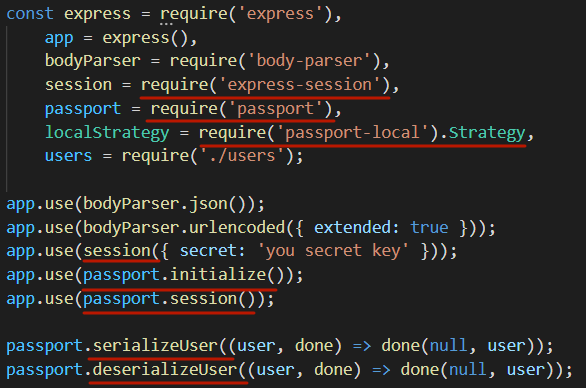 const express = require('express'),
    app = express(),
    bodyParser = require('body-parser'),
    session = require('express-session'),
    passport = require('passport'),
    localStrategy = require('passport-local').Strategy,
    users = require('./users');

app.use(bodyParser.json());
app.use(bodyParser.urlencoded({ extended: true }));
app.use(session({ secret: 'you secret key' }));
app.use(passport.initialize());
app.use(passport.session());

passport.serializeUser((user, done) => done(null, user));
passport.deserializeUser((user, done) => done(null, user));